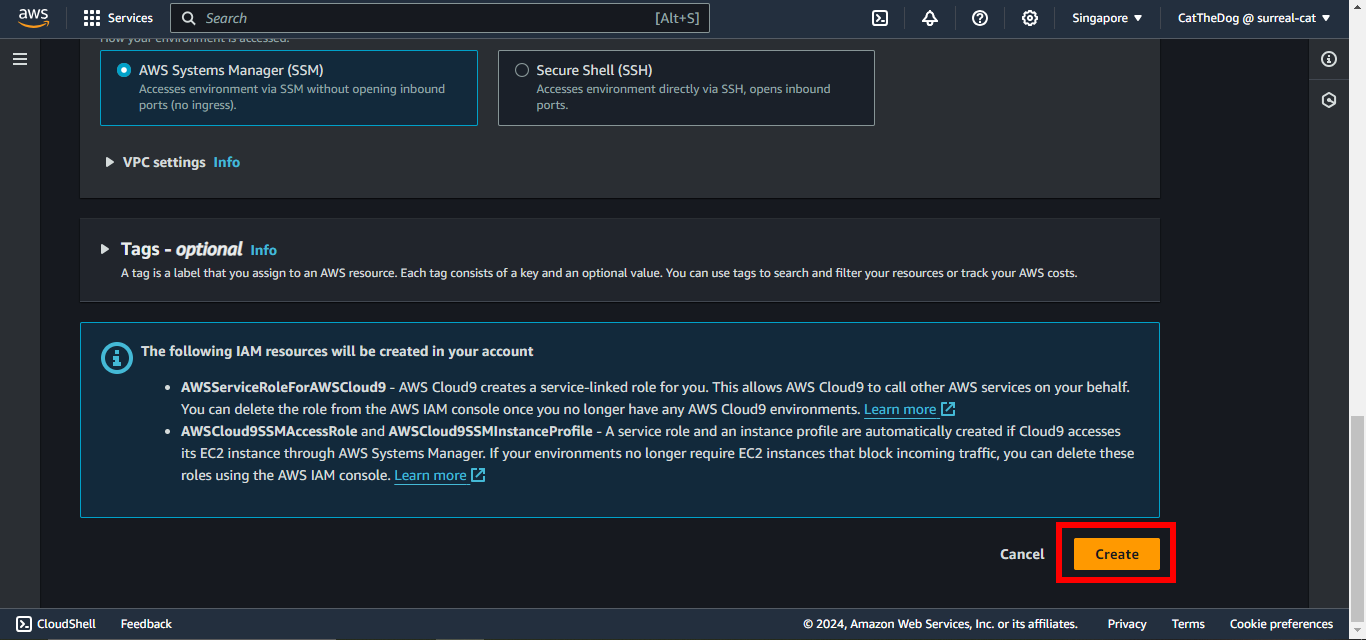 aws
Services
Search
[Alt+S]
Singapore
CatTheDog @ surreal-cat
How your environment is accessed.
AWS Systems Manager (SSM)
Accesses environment via SSM without opening inbound
ports (no ingress).
Secure Shell (SSH)
Accesses environment directly via SSH, opens inbound
ports.
VPC settings Info
Tags - optional Info
A tag is a label that you assign to an AWS resource. Each tag consists of a key and an optional value. You can use tags to search and filter your resources or track your AWS costs.
The following IAM resources will be created in your account
• AWSServiceRoleForAWSCloud9 - AWS Cloud9 creates a service-linked role for you. This allows AWS Cloud9 to call other AWS services on your behalf.
You can delete the role from the AWS IAM console once you no longer have any AWS Cloud9 environments. Learn more
• AWSCloud9SSMAccessRole and AWSCloud9SSMInstanceProfile - A service role and an instance profile are automatically created if Cloud9 accesses
its EC2 instance through AWS Systems Manager. If your environments no longer require EC2 instances that block incoming traffic, you can delete these
roles using the AWS IAM console. Learn more
Cancel
Create
CloudShell
Feedback
© 2024, Amazon Web Services, Inc. or its affiliates.
Privacy
Terms
Cookie preferences